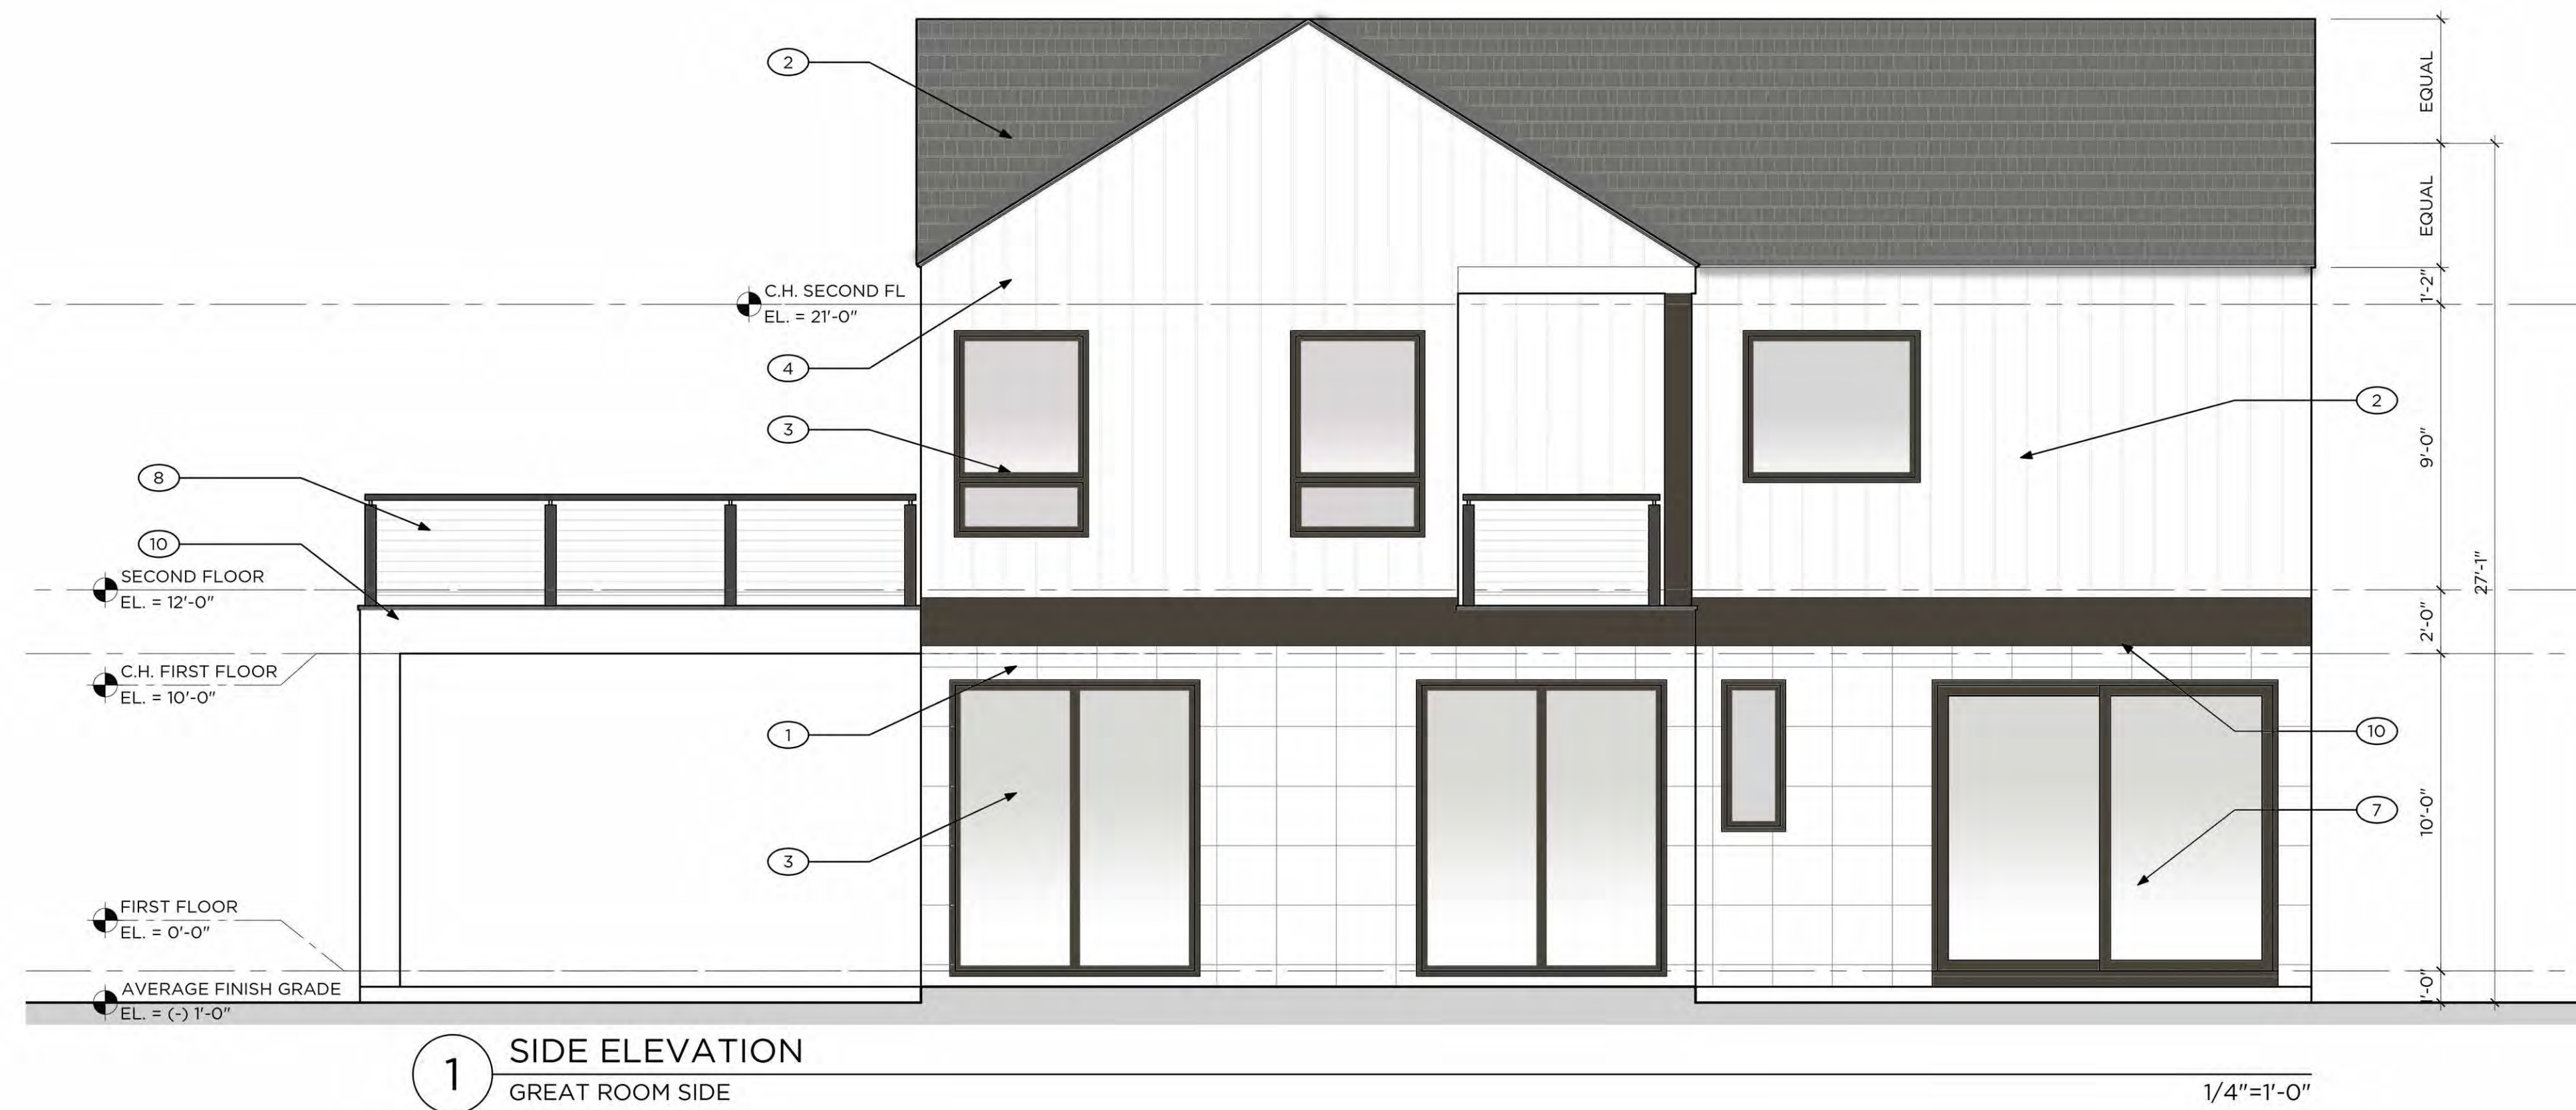 2
EQUAL
EQUAL
C.H. SECOND FL
EL. = 21'-0"
1'-2"
4
2
3
9'-0"
8
10
SECOND FLOOR
EL. = 12'-0"
27'-1"
2'-0"
C.H. FIRST FLOOR
EL. = 10'-0"
1
10
7
10'-0"
3
FIRST FLOOR
EL. = 0'-0"
AVERAGE FINISH GRADE
EL. = (-) 1'-0"
1'-0"
1
SIDE ELEVATION
GREAT ROOM SIDE
1/4"=1'-0"